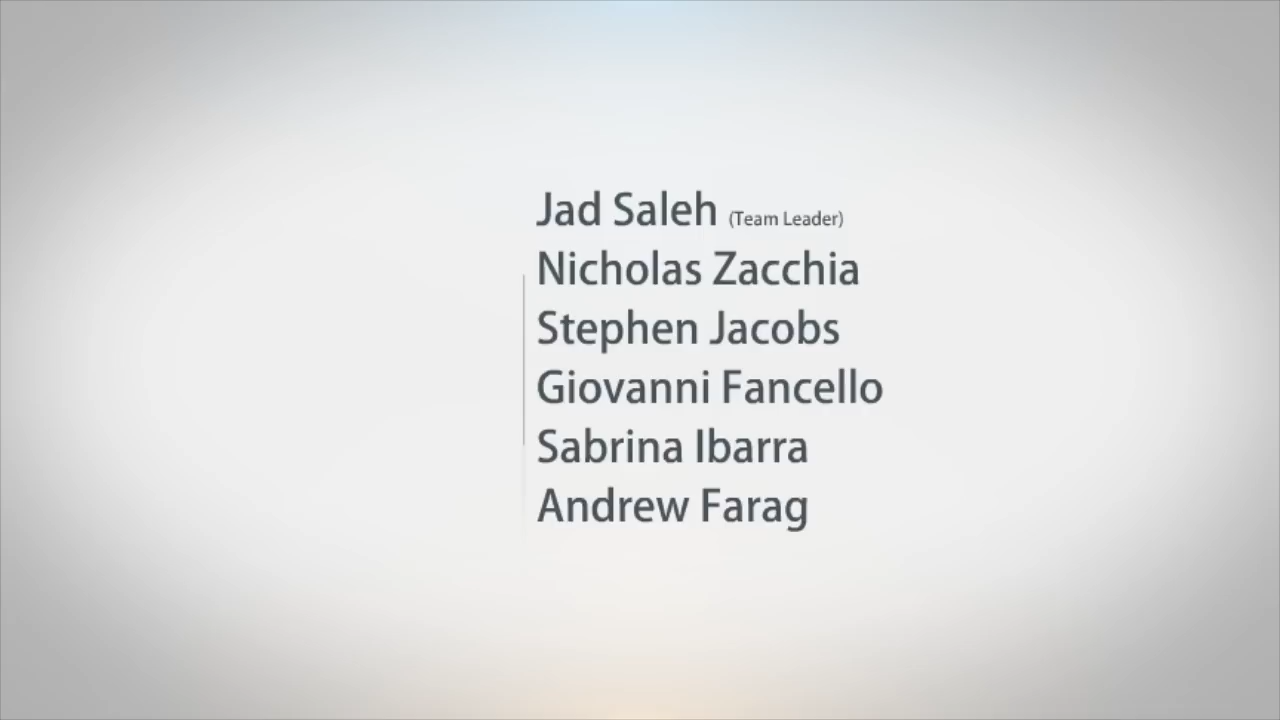 Jad Saleh (Team Leader)
Nicholas Zacchia
Stephen Jacobs
Giovanni Fancello
Sabrina Ibarra
Andrew Farag